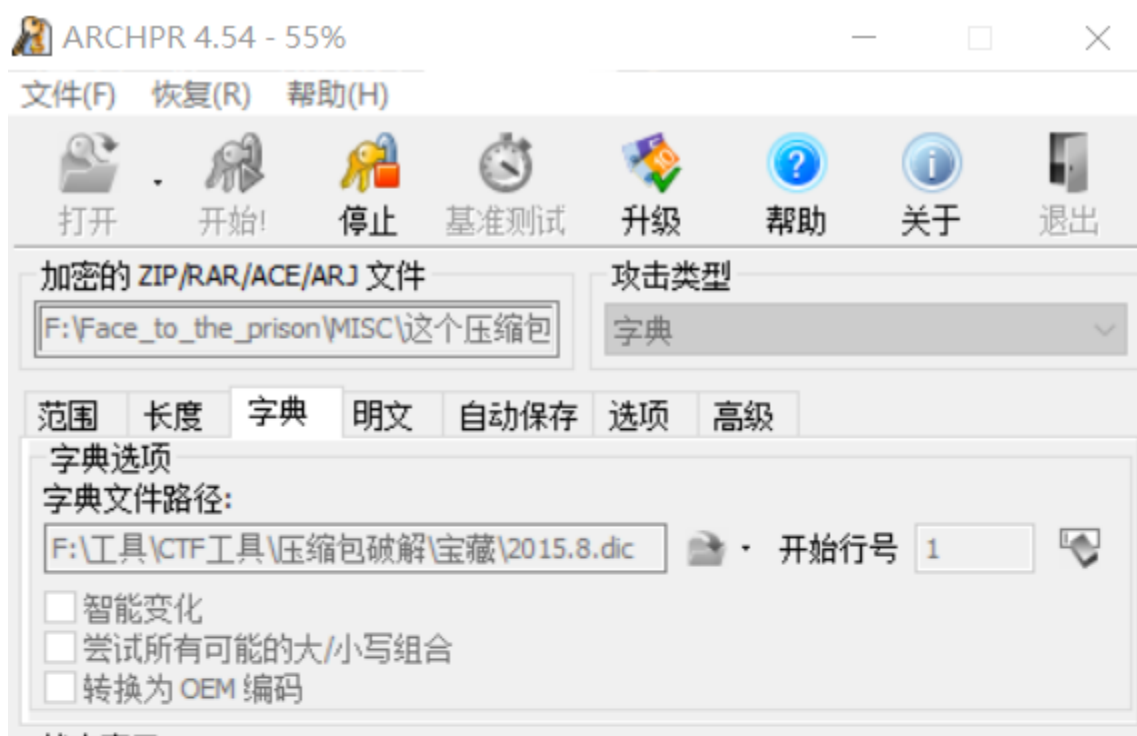 ARCHPR 4.54 - 55%
文件(F) 恢复(R) 帮助(H)
打开 开始! 停止 基准测试 升级 帮助 关于 退出
加密的 ZIP/RAR/ACE/ARJ 文件 攻击类型
F:\Face_to_the_prison\MISC\这个压缩包 字典
范围 长度 字典 明文 自动保存 选项 高级
字典选项
字典文件路径:
F:\工具\CTF工具\压缩包破解\宝藏\2015.8.dic 开始行号 1
智能变化
尝试所有可能的大/小写组合
转换为 OEM 编码